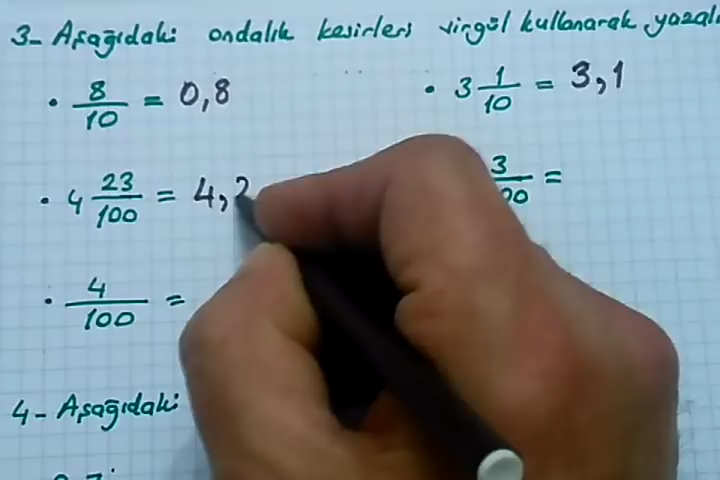 3- Aşağıdaki ondalık kesirleri virgül kullanarak yazalı
• 8/10 = 0,8 • 3 1/10 = 3,1
• 4 23/100 = 4,2 3/00 =
• 4/100 =
4- Aşağıdaki